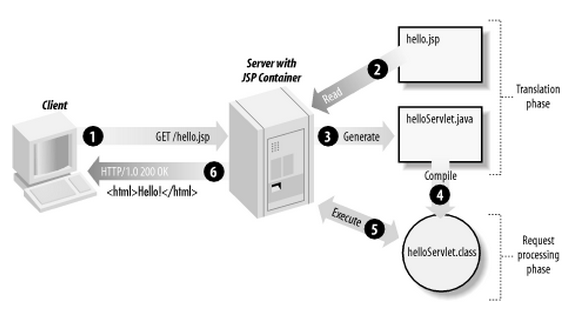 hello.jsp
Server with
JSP Container
2
Read
Translation
phase
Client
1
GET /hello.jsp
3
Generate
helloServlet.java
6
HTTP/1.0 200 OK
<html>Hello!</html>
Compile
4
Execute
5
helloServlet.class
Request
processing
phase